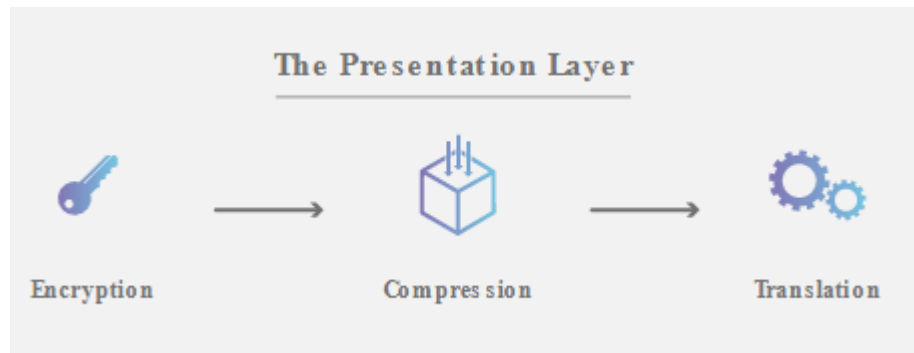 The Presentation Layer
Encryption
Compression
Translation